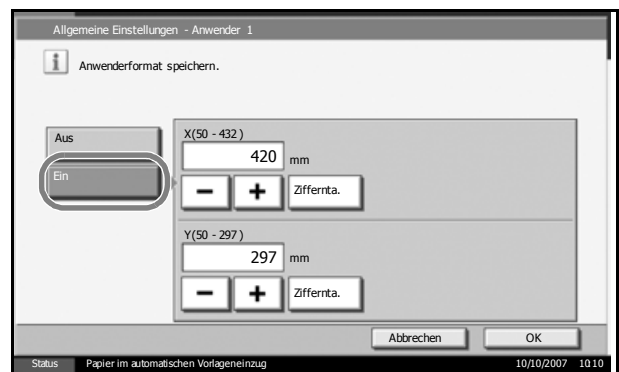 Allgemeine Einstellungen - Anwender 1
i Anwenderformat speichern.
Aus
Ein
X(50 - 432)
420 mm
− + Ziffernta.
Y(50 - 297)
297 mm
− + Ziffernta.
Abbrechen OK
Status Papier im automatischen Vorlageneinzug 10/10/2007 10:10